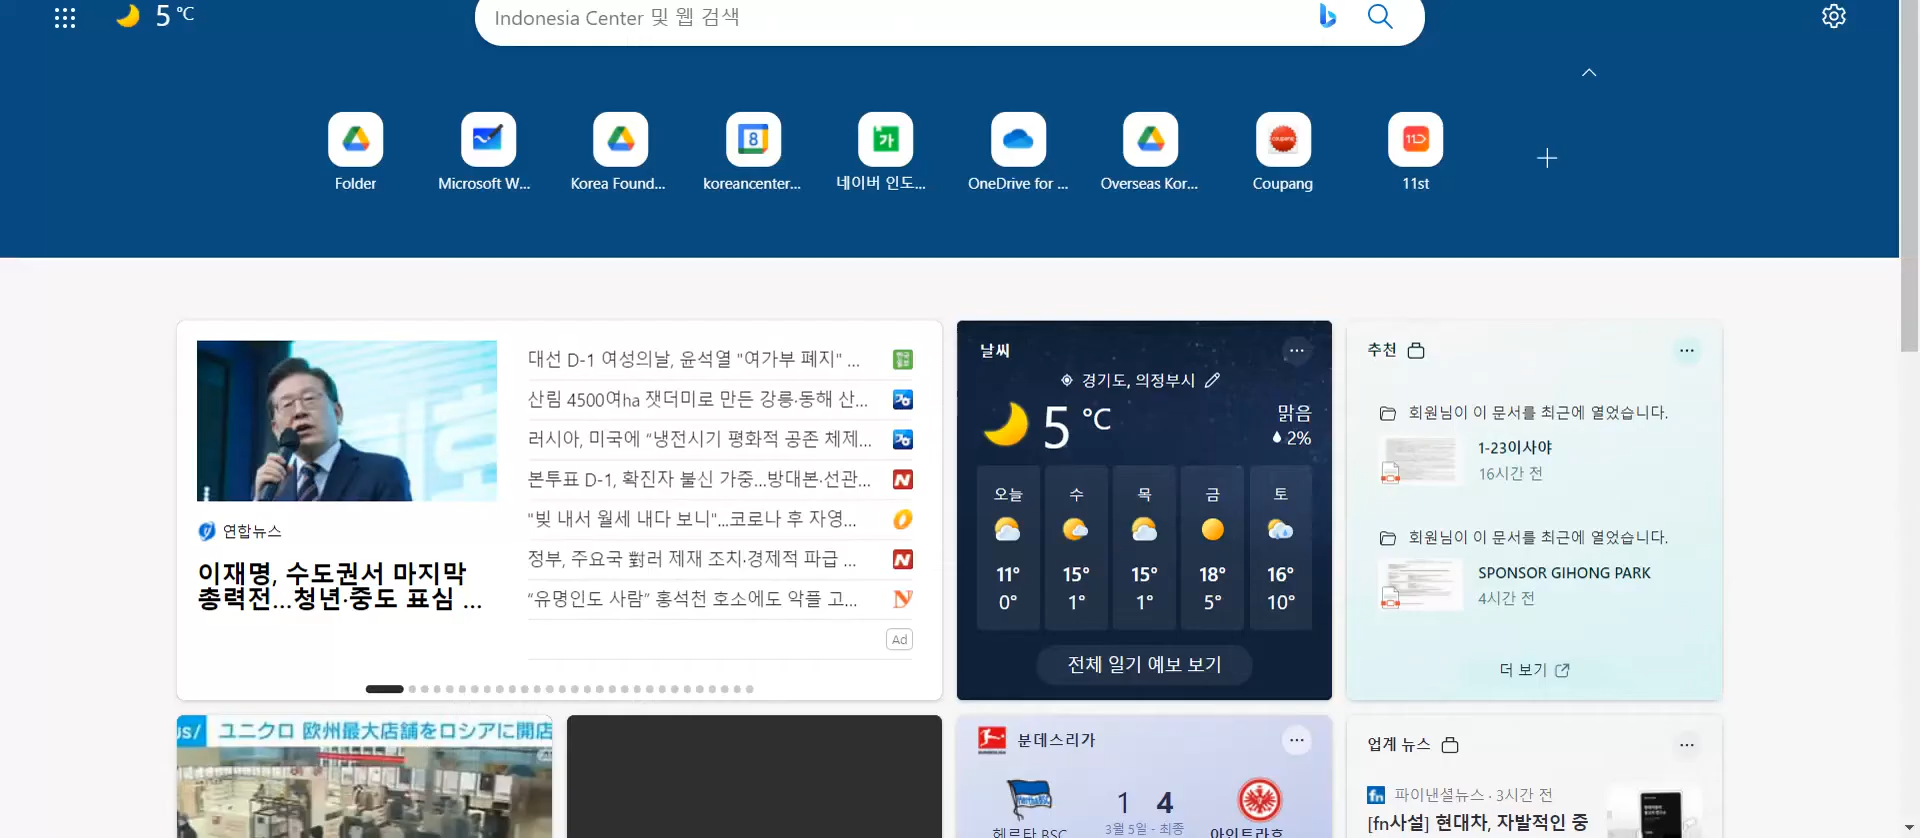 5 ℃
Indonesia Center 및 웹 검색
Folder
Microsoft W...
Korea Found...
koreancenter...
네이버 인도...
OneDrive for ...
Overseas Kor...
Coupang
11st
연합뉴스
이재명, 수도권서 마지막
총력전...청년·중도 표심 ...
대선 D-1 여성의날, 윤석열 "여가부 폐지" ...
산림 4500여ha 잿더미로 만든 강릉·동해 산...
러시아, 미국에 “냉전시기 평화적 공존 체제...
본투표 D-1, 확진자 불신 가중...방대본·선관...
"빚 내서 월세 내다 보니"...코로나 후 자영...
정부, 주요국 對러 제재 조치·경제적 파급 ...
“유명인도 사람” 홍석천 호소에도 악플 고...
Ad
날씨
경기도, 의정부시
5 ℃
맑음
2%
오늘 수 목 금 토
11° 15° 15° 18° 16°
0° 1° 1° 5° 10°
전체 일기 예보 보기
추천
회원님이 이 문서를 최근에 열었습니다.
1-23이사야
16시간 전
회원님이 이 문서를 최근에 열었습니다.
SPONSOR GIHONG PARK
4시간 전
더 보기
us/ ユニクロ 欧州最大店舗をロシアに開店
분데스리가
1 4
헤르타 BSC
3월 5일 - 최종
아인트라흐
업계 뉴스
fn 파이낸셜뉴스 · 3시간 전
[fn사설] 현대차, 자발적인 중